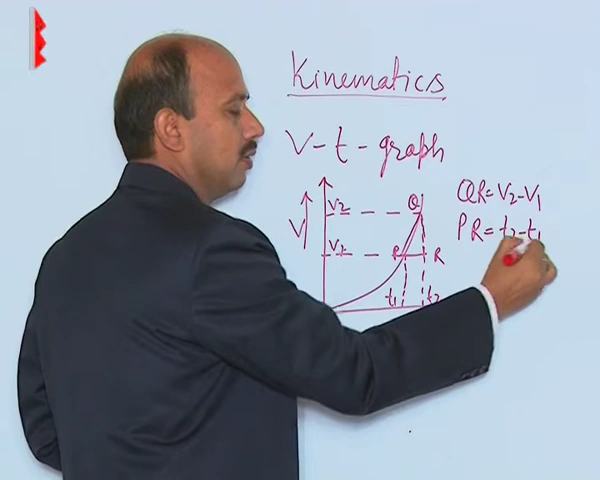 Kinematics
V-t-graph
V2
Q
QR=V2-V1
V
V1
P
R
PR=t2-t1
t1
t2